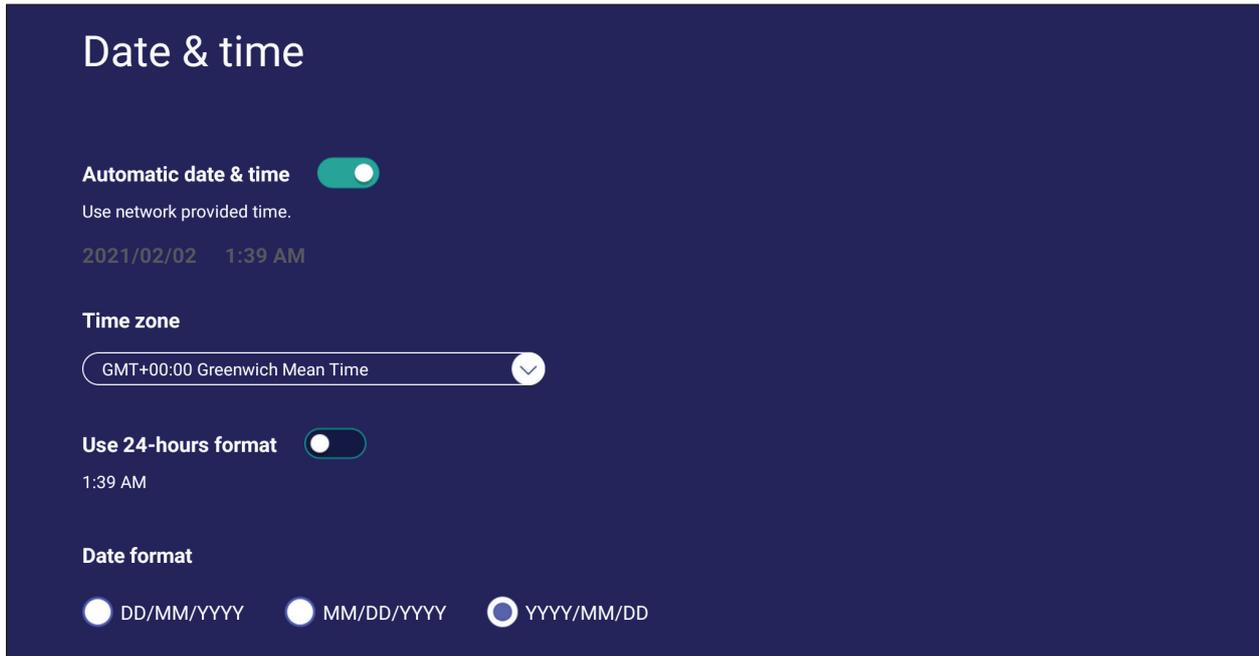 Date & time
Automatic date & time
Use network provided time.
2021/02/02 1:39 AM
Time zone
GMT+00:00 Greenwich Mean Time
Use 24-hours format
1:39 AM
Date format
DD/MM/YYYY MM/DD/YYYY YYYY/MM/DD